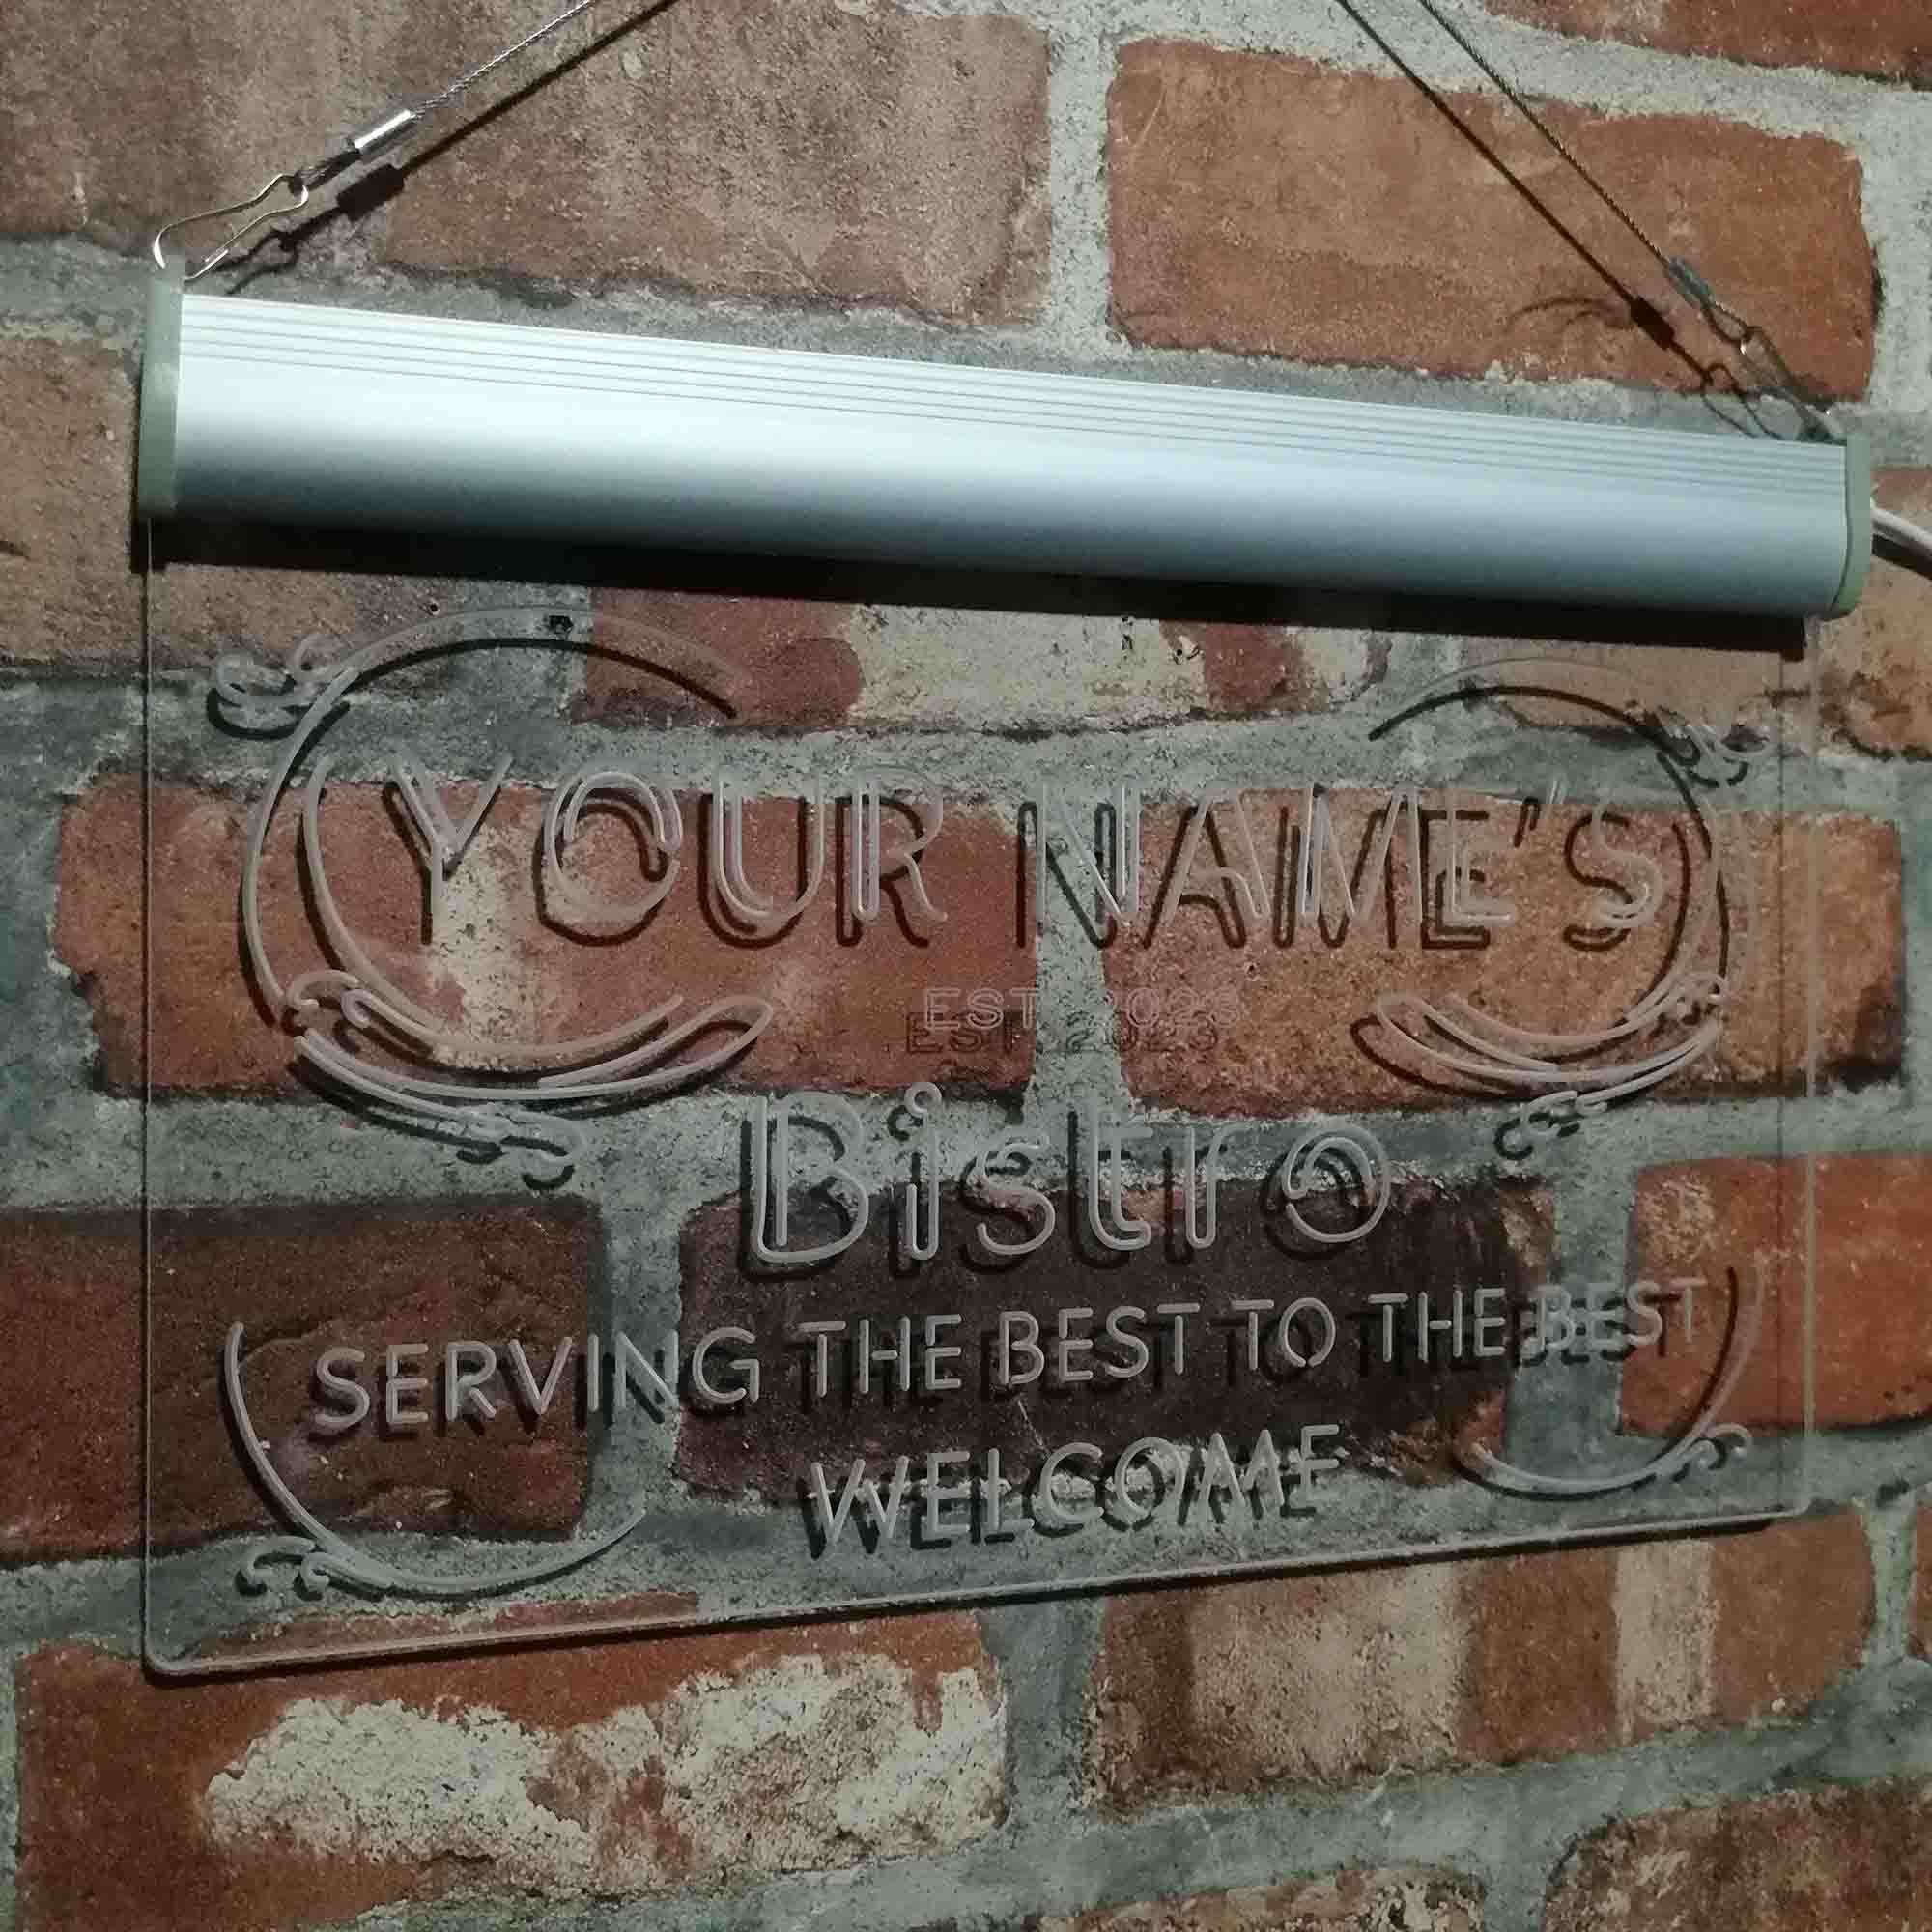 YOUR NAME'S
EST. 2023
Bistro
SERVING THE BEST TO THE BEST
WELCOME